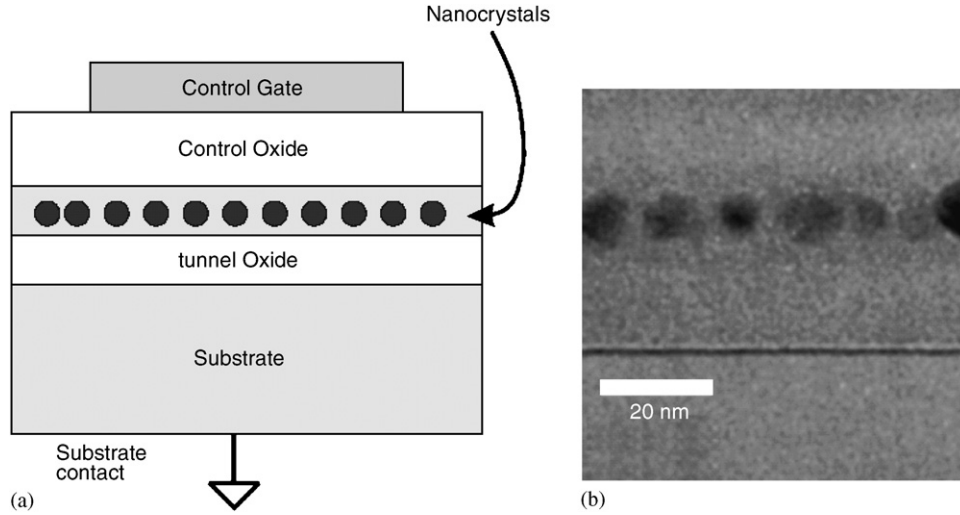 Nanocrystals
Control Gate
Control Oxide
tunnel Oxide
Substrate
Substrate
contact
(a)
20 nm
(b)